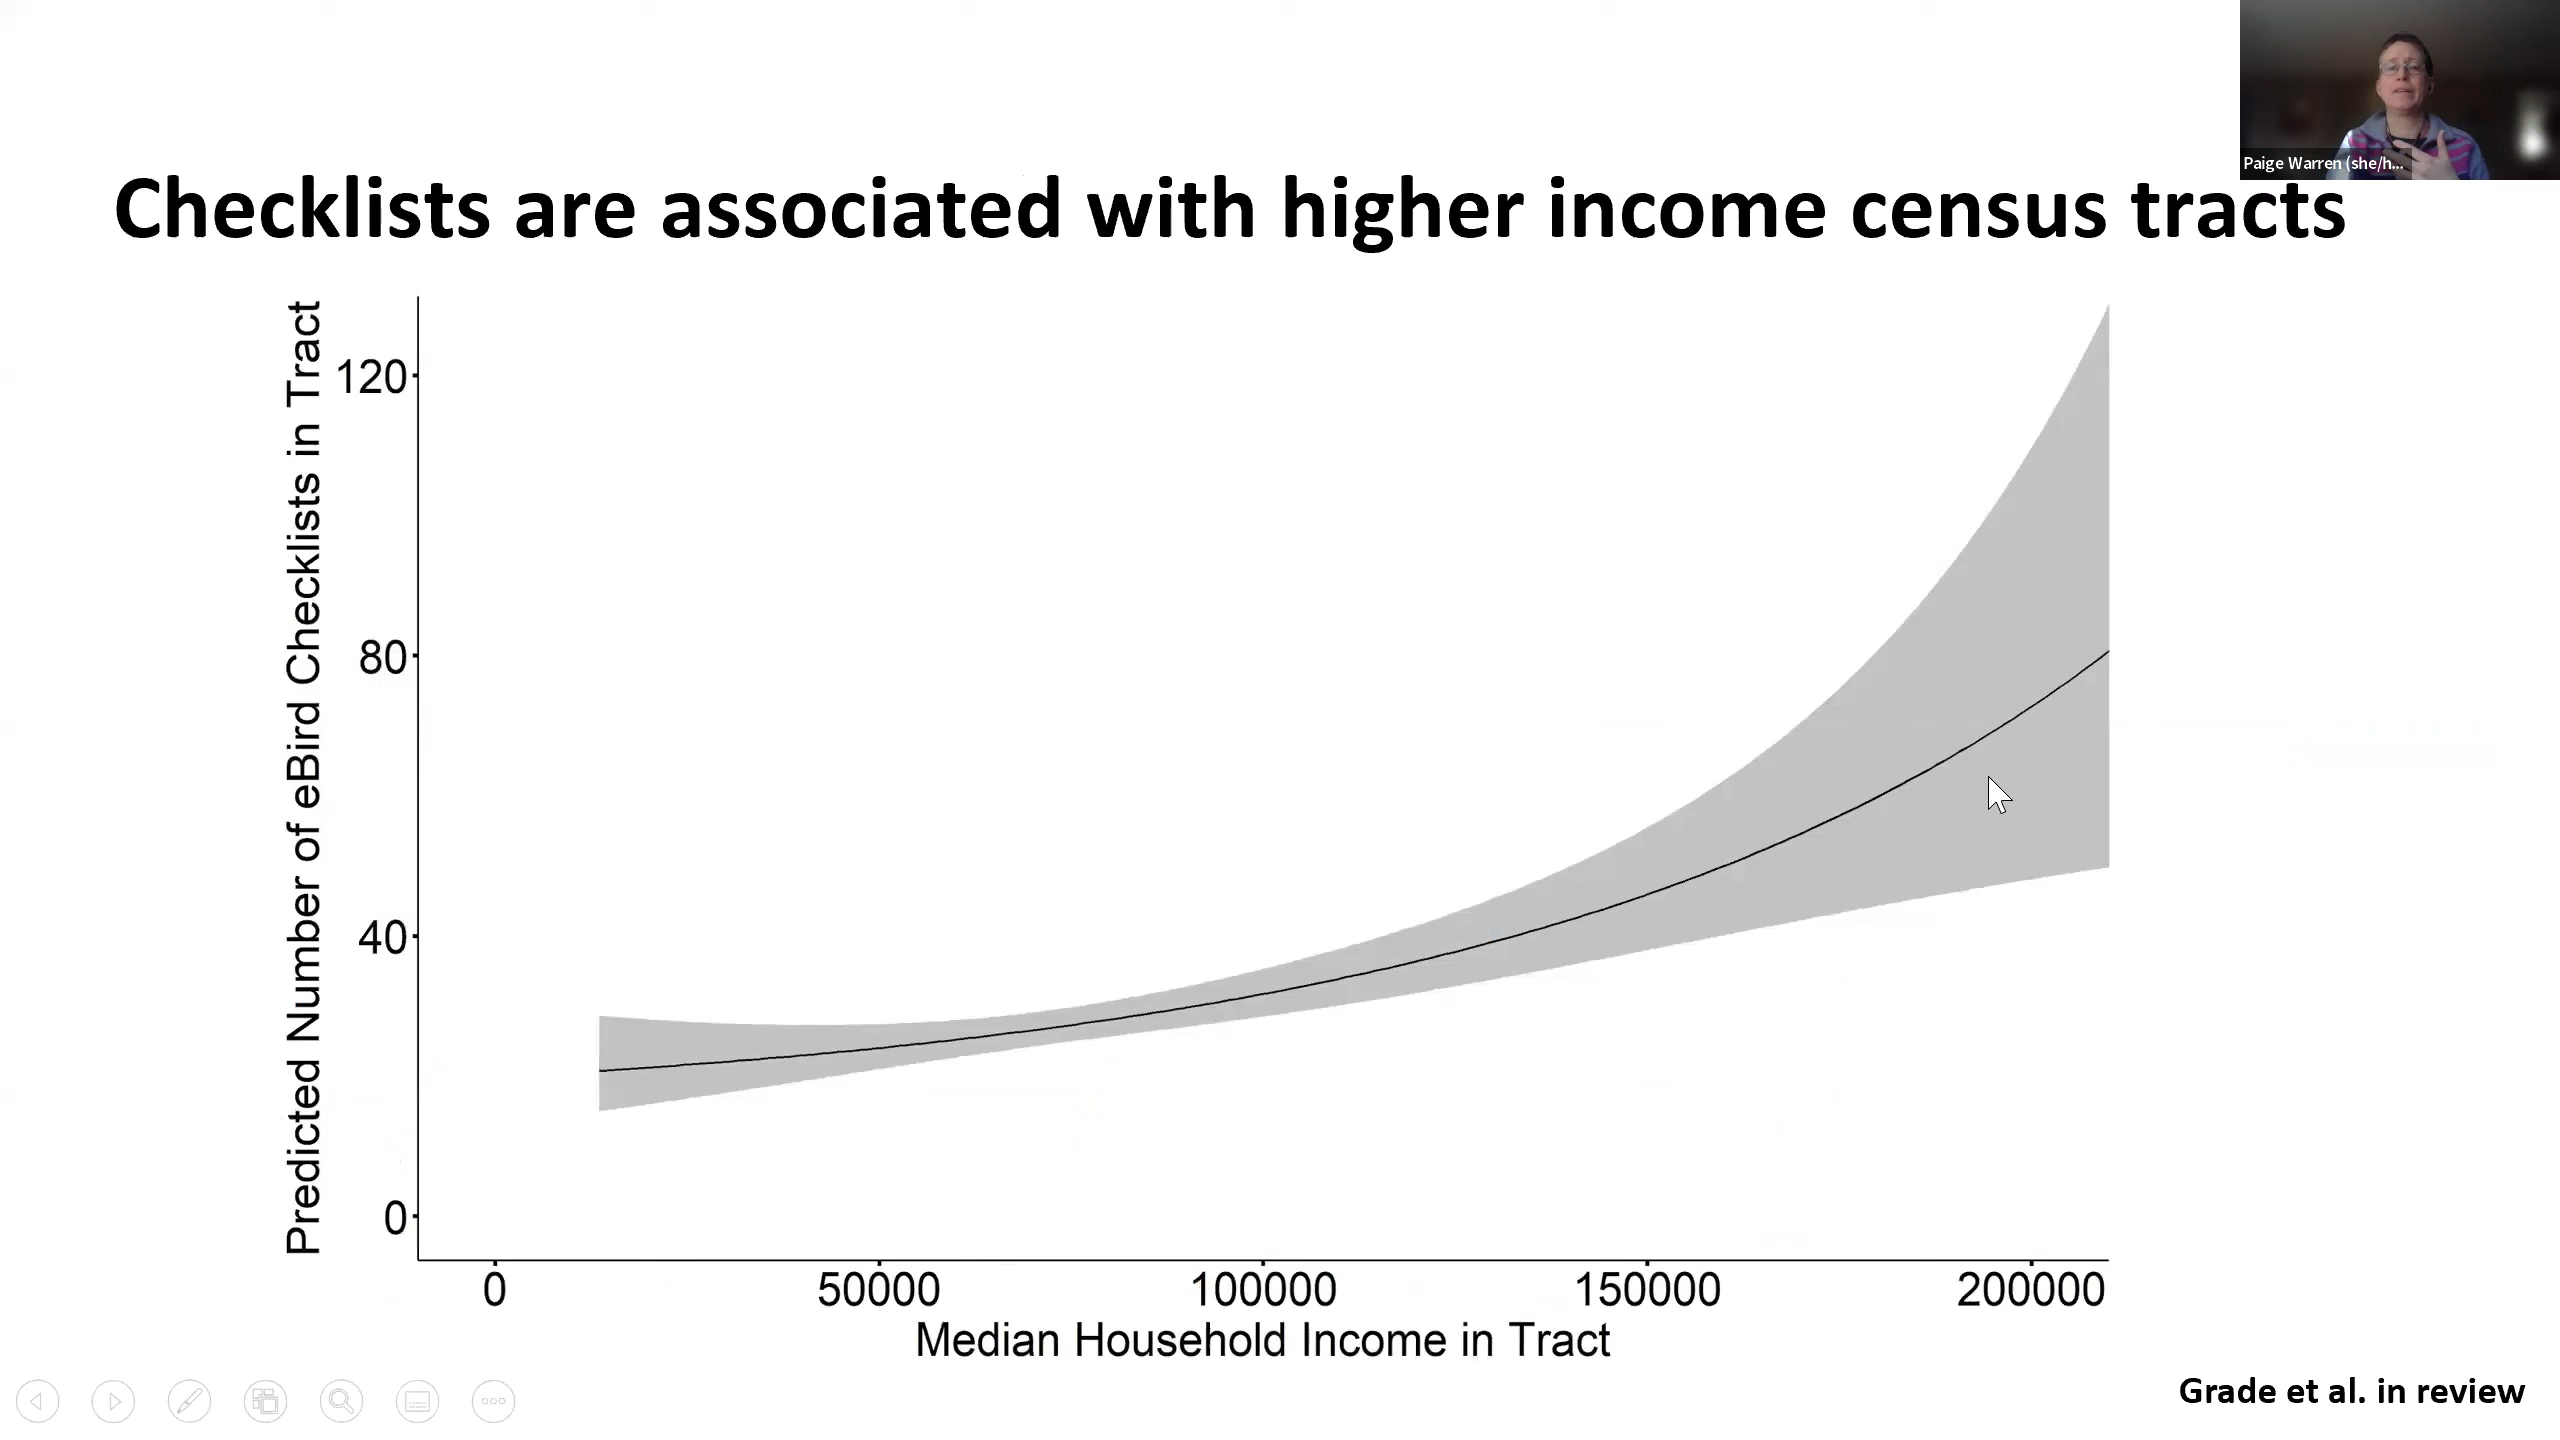 Paige Warren (she/h...
Checklists are associated with higher income census tracts
Predicted Number of eBird Checklists in Tract
120
80
40
0
0 50000 100000 150000 200000
Median Household Income in Tract
Grade et al. in review